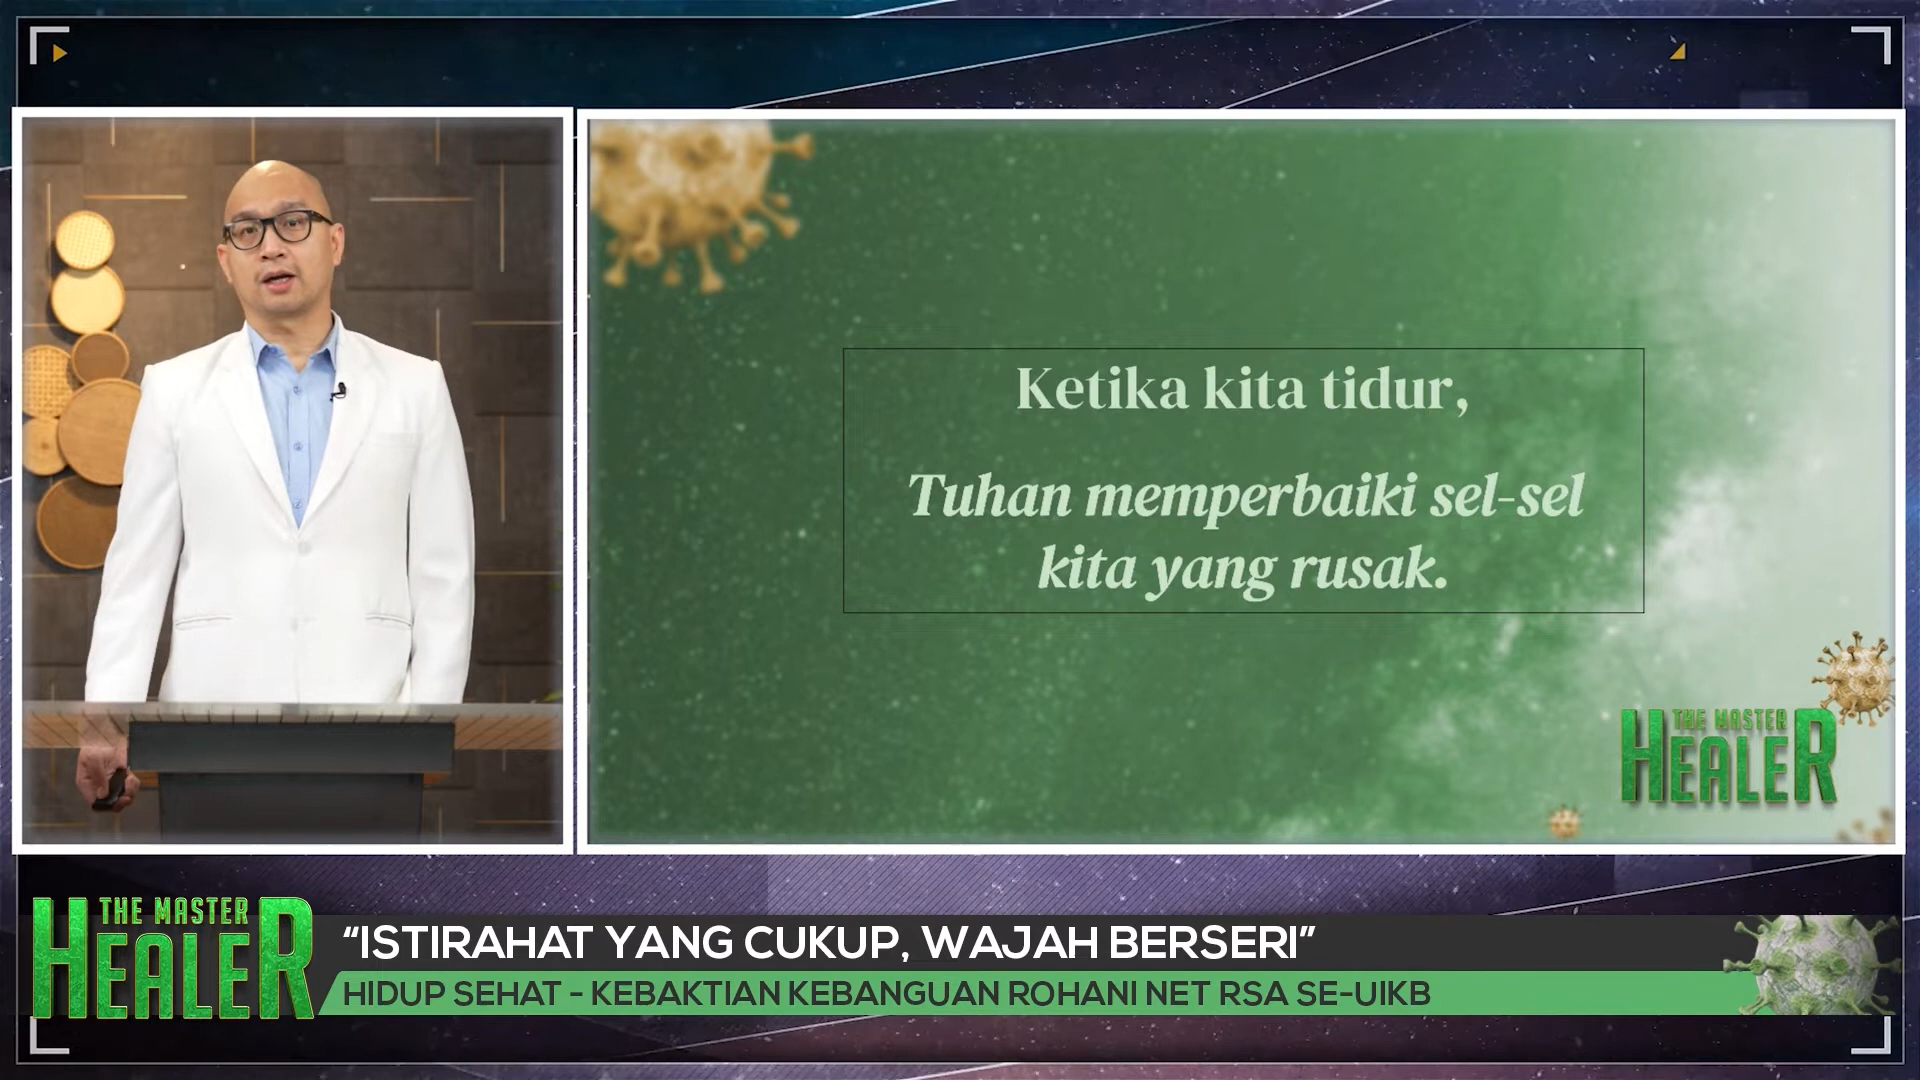 Ketika kita tidur,
Tuhan memperbaiki sel-sel
kita yang rusak.
THE MASTER
HEALER
THE MASTER
HEALER
“ISTIRAHAT YANG CUKUP, WAJAH BERSERI”
HIDUP SEHAT - KEBAKTIAN KEBANGUAN ROHANI NET RSA SE-UIKB